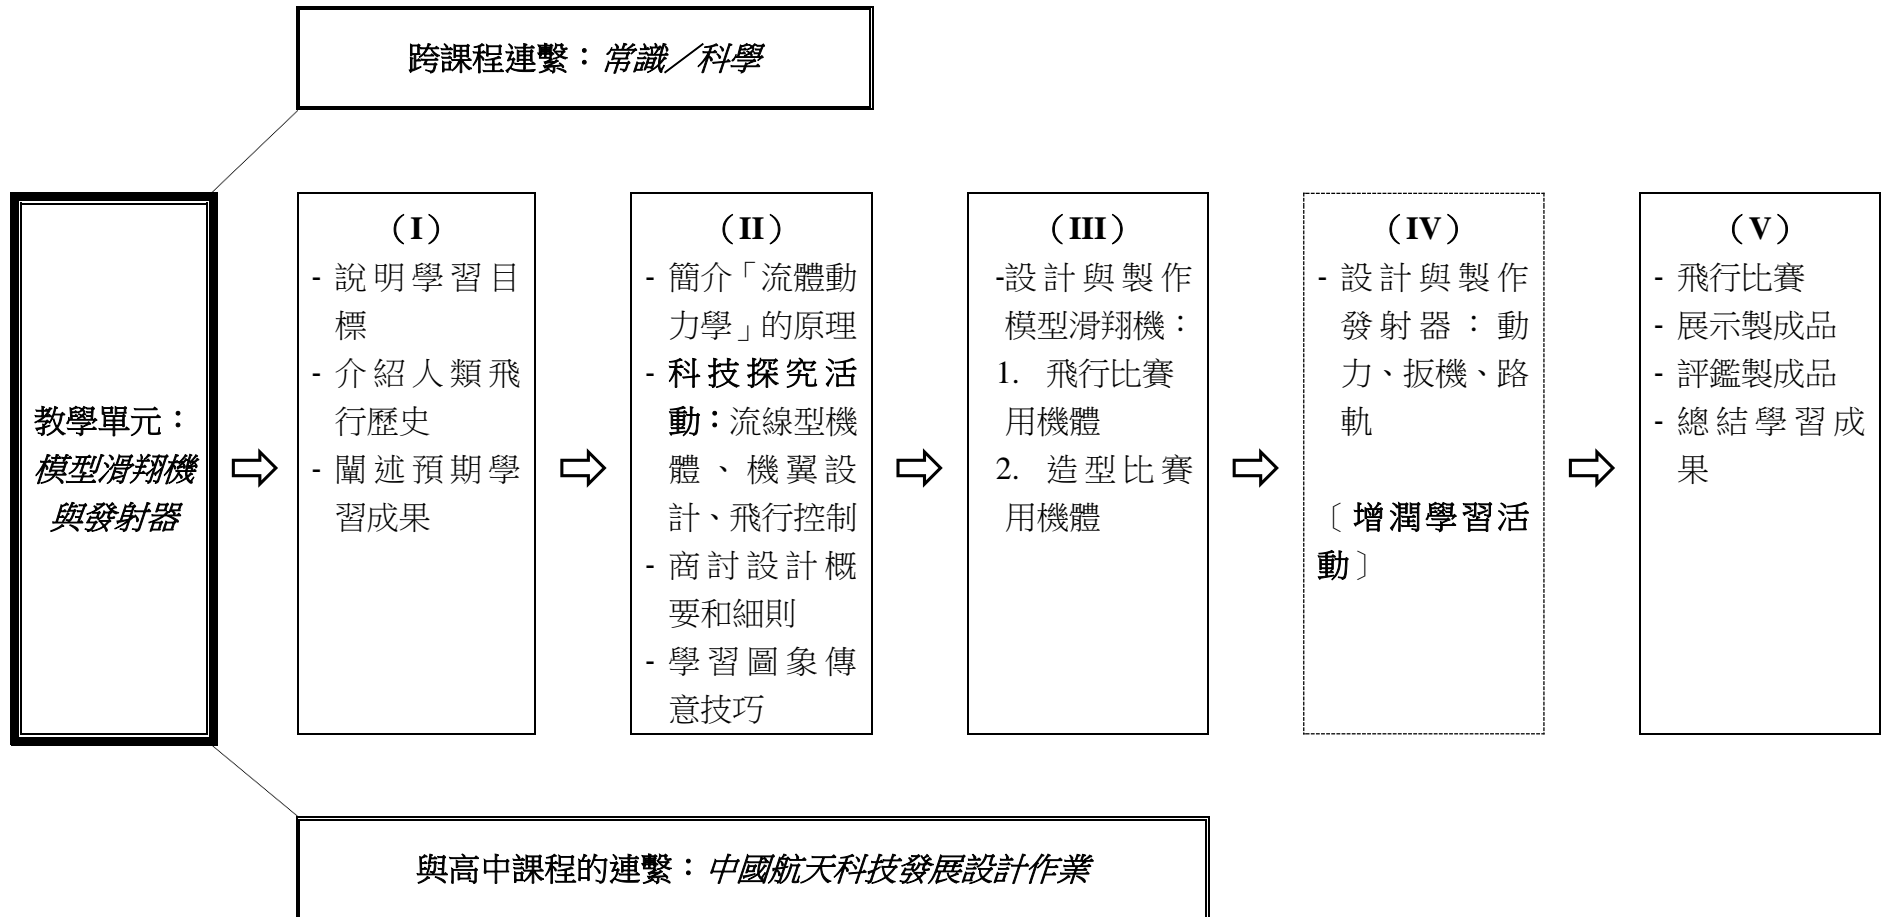 跨課程連繫：常識／科學
教學單元：
模型滑翔機
與發射器
（I）
- 說明學習目
標
- 介紹人類飛
行歷史
- 闡述預期學
習成果
（II）
- 簡介「流體動
力學」的原理
- 科技探究活
動：流線型機
體、機翼設
計、飛行控制
- 商討設計概
要和細則
- 學習圖象傳
意技巧
（III）
-設計與製作
模型滑翔機：
1. 飛行比賽
用機體
2. 造型比賽
用機體
（IV）
- 設計與製作
發射器：動
力、扳機、路
軌
〔增潤學習活
動〕
（V）
- 飛行比賽
- 展示製成品
- 評鑑製成品
- 總結學習成
果
與高中課程的連繫：中國航天科技發展設計作業